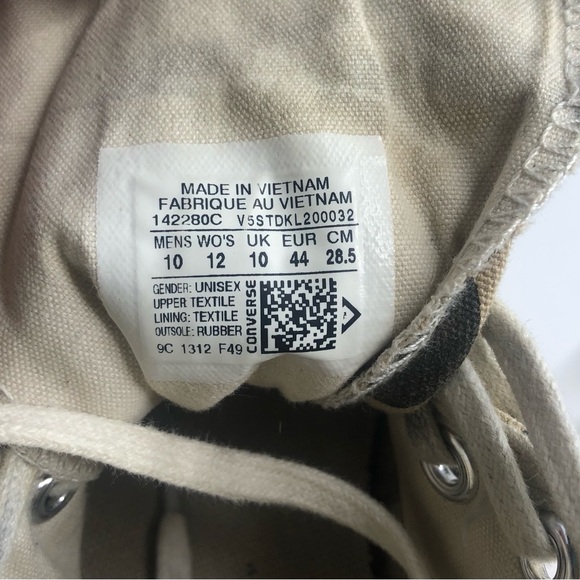 MADE IN VIETNAM
FABRIQUE AU VIETNAM
142280C V5STDKL200032
MENS WO'S UK EUR CM
10 12 10 44 28.5
GENDER: UNISEX
UPPER TEXTILE
LINING: TEXTILE
OUTSOLE: RUBBER
9C 1312 F49
CONVERSE